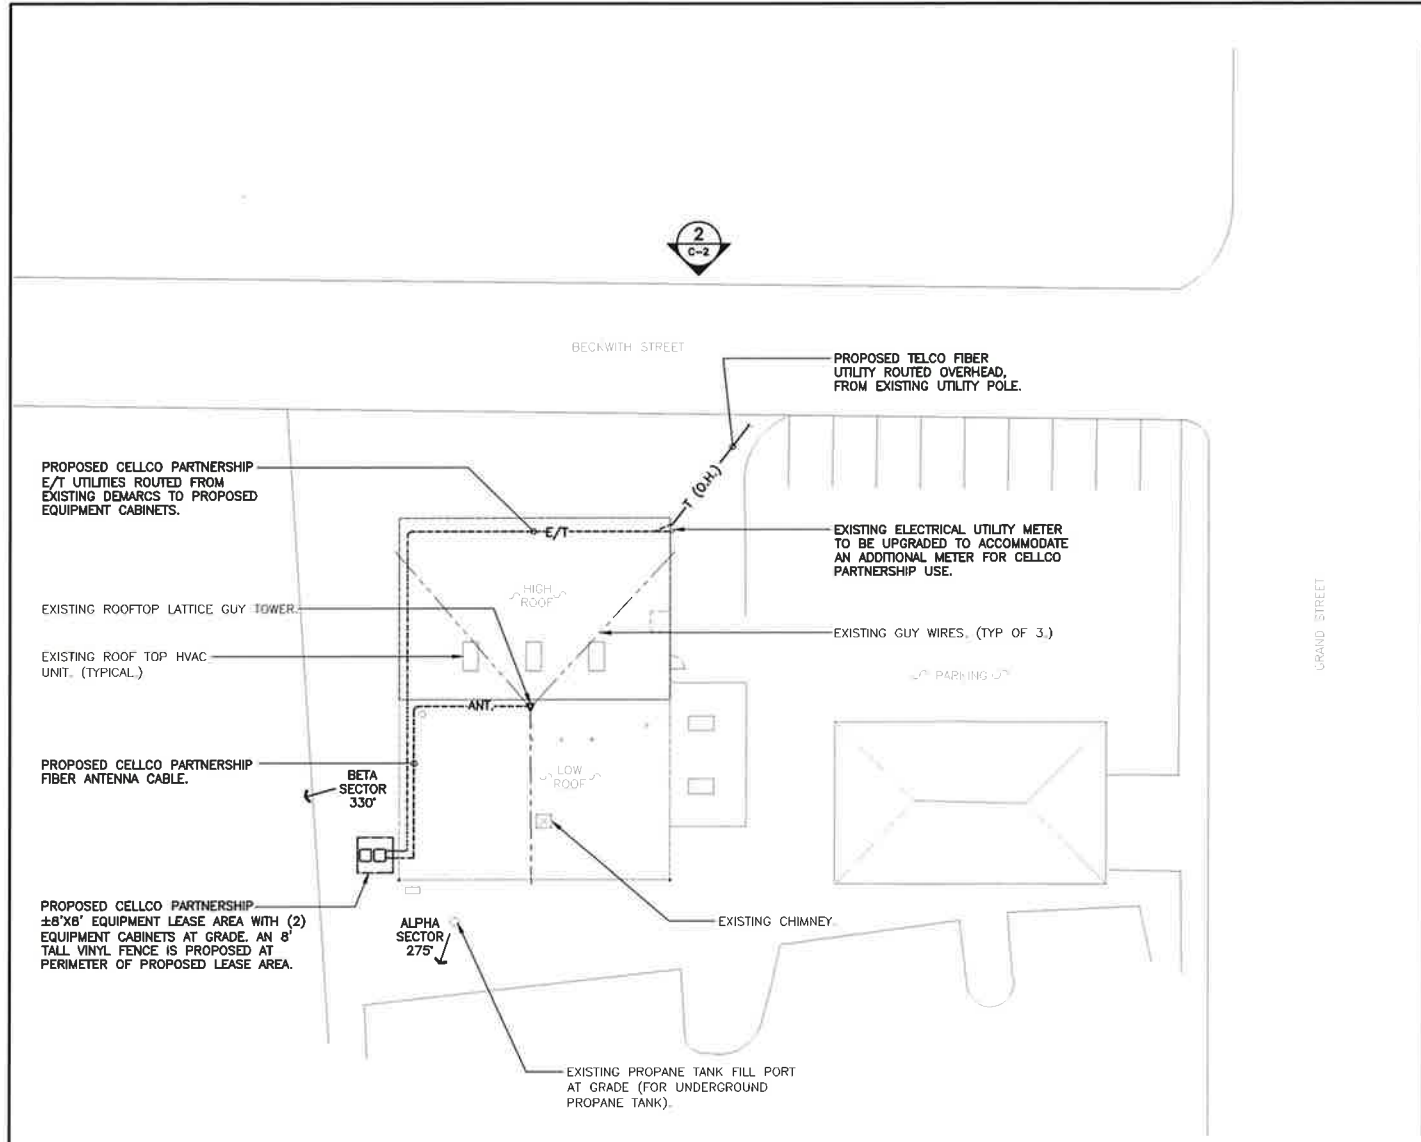 2
C-2
BECKWITH STREET
PROPOSED TELCO FIBER
UTILITY ROUTED OVERHEAD,
FROM EXISTING UTILITY POLE.
PROPOSED CELLCO PARTNERSHIP
E/T UTILITIES ROUTED FROM
EXISTING DEMARCS TO PROPOSED
EQUIPMENT CABINETS.
T (O.H.)
E/T
EXISTING ELECTRICAL UTILITY METER
TO BE UPGRADED TO ACCOMMODATE
AN ADDITIONAL METER FOR CELLCO
PARTNERSHIP USE.
HIGH
ROOF
EXISTING ROOFTOP LATTICE GUY TOWER.
EXISTING GUY WIRES. (TYP OF 3.)
GRAND STREET
EXISTING ROOF TOP HVAC
UNIT. (TYPICAL.)
PARKING
ANT.
PROPOSED CELLCO PARTNERSHIP
FIBER ANTENNA CABLE.
BETA
SECTOR
330°
LOW
ROOF
PROPOSED CELLCO PARTNERSHIP
±8'X8' EQUIPMENT LEASE AREA WITH (2)
EQUIPMENT CABINETS AT GRADE. AN 8'
TALL VINYL FENCE IS PROPOSED AT
PERIMETER OF PROPOSED LEASE AREA.
ALPHA
SECTOR
275°
EXISTING CHIMNEY.
EXISTING PROPANE TANK FILL PORT
AT GRADE (FOR UNDERGROUND
PROPANE TANK).